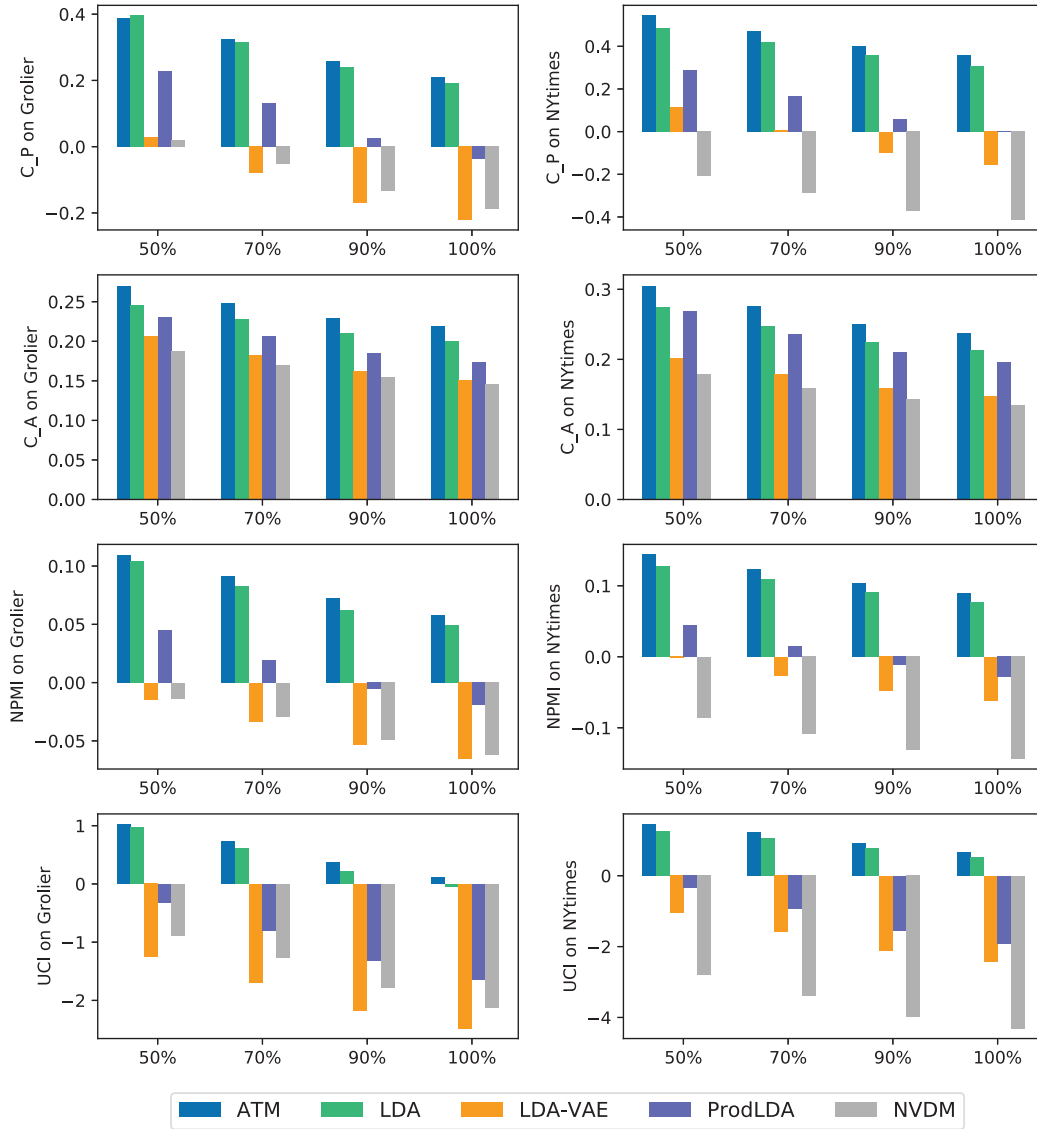 C_P on Grolier
0.4
0.2
0.0
−0.2
50% 70% 90% 100%
C_P on NYtimes
0.4
0.2
0.0
−0.2
−0.4
50% 70% 90% 100%
C_A on Grolier
0.25
0.20
0.15
0.10
0.05
0.00
50% 70% 90% 100%
C_A on NYtimes
0.3
0.2
0.1
0.0
50% 70% 90% 100%
NPMI on Grolier
0.10
0.05
0.00
−0.05
50% 70% 90% 100%
NPMI on NYtimes
0.1
0.0
−0.1
50% 70% 90% 100%
UCI on Grolier
1
0
−1
−2
50% 70% 90% 100%
UCI on NYtimes
0
−2
−4
50% 70% 90% 100%
ATM LDA LDA-VAE ProdLDA NVDM